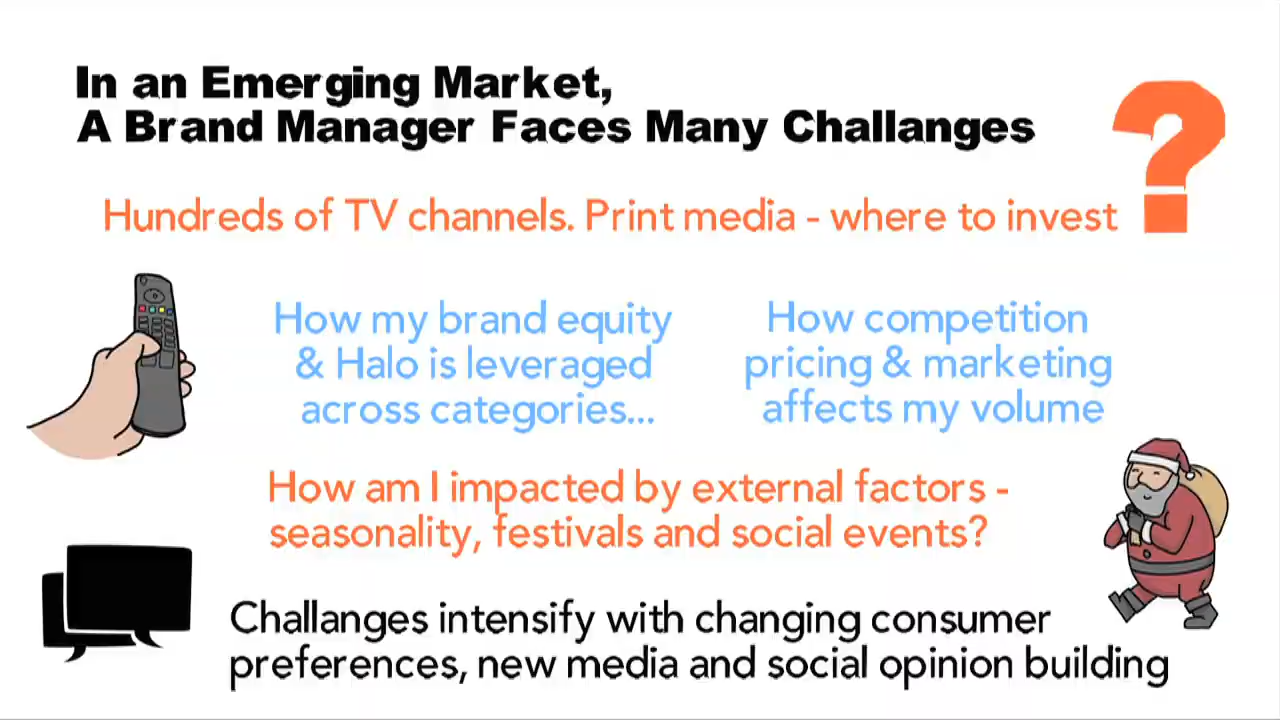 In an Emerging Market,
A Brand Manager Faces Many Challanges
Hundreds of TV channels. Print media - where to invest
?
How my brand equity
& Halo is leveraged
across categories...
How competition
pricing & marketing
affects my volume
How am I impacted by external factors -
seasonality, festivals and social events?
Challanges intensify with changing consumer
preferences, new media and social opinion building